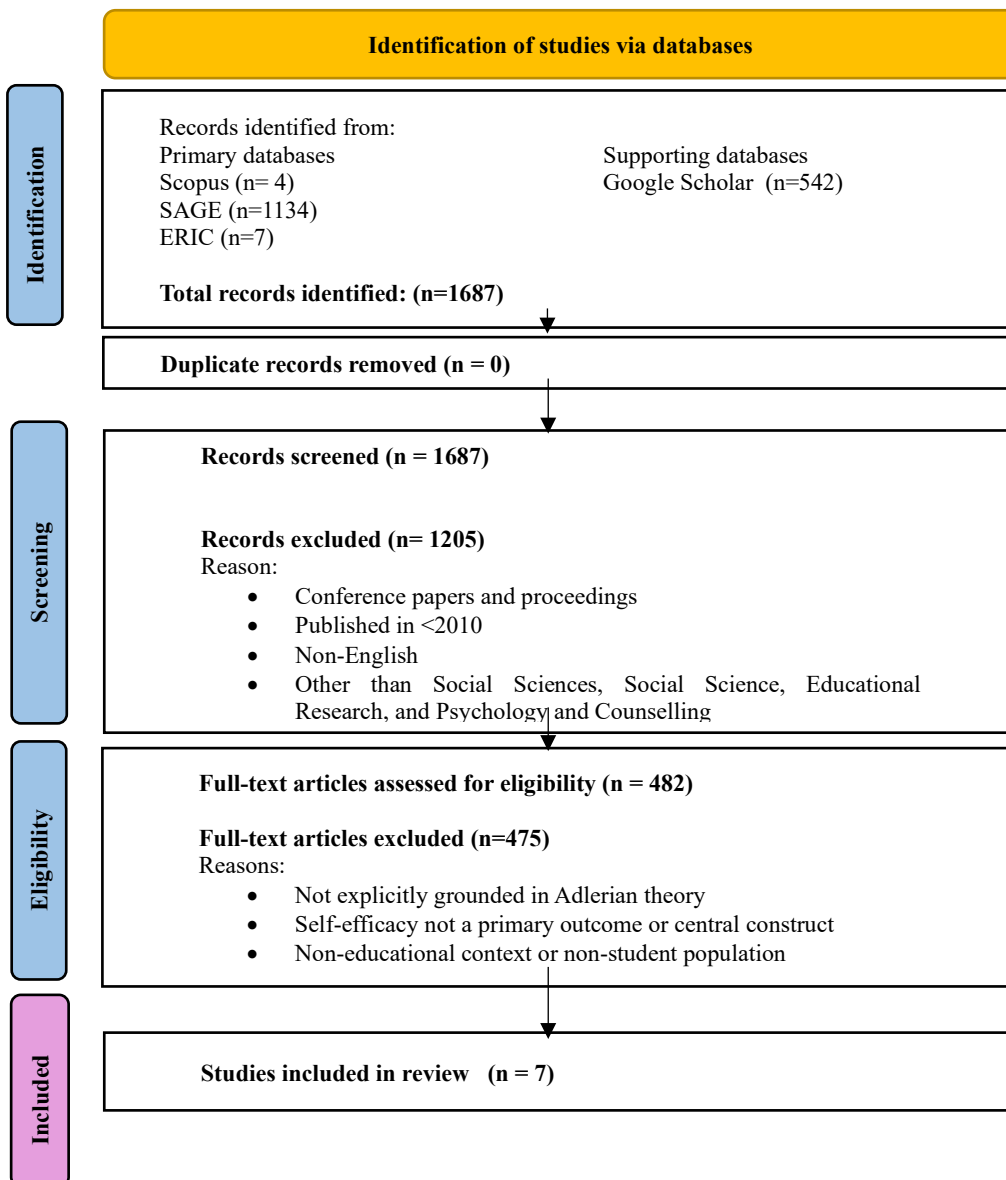 Identification of studies via databases
Identification
Records identified from:
Primary databases
Scopus (n= 4)
SAGE (n=1134)
ERIC (n=7)
Supporting databases
Google Scholar (n=542)
Total records identified: (n=1687)
Duplicate records removed (n = 0)
Screening
Records screened (n = 1687)
Records excluded (n= 1205)
Reason:
• Conference papers and proceedings
• Published in <2010
• Non-English
• Other than Social Sciences, Social Science, Educational
Research, and Psychology and Counselling
Eligibility
Full-text articles assessed for eligibility (n = 482)
Full-text articles excluded (n=475)
Reasons:
• Not explicitly grounded in Adlerian theory
• Self-efficacy not a primary outcome or central construct
• Non-educational context or non-student population
Included
Studies included in review (n = 7)